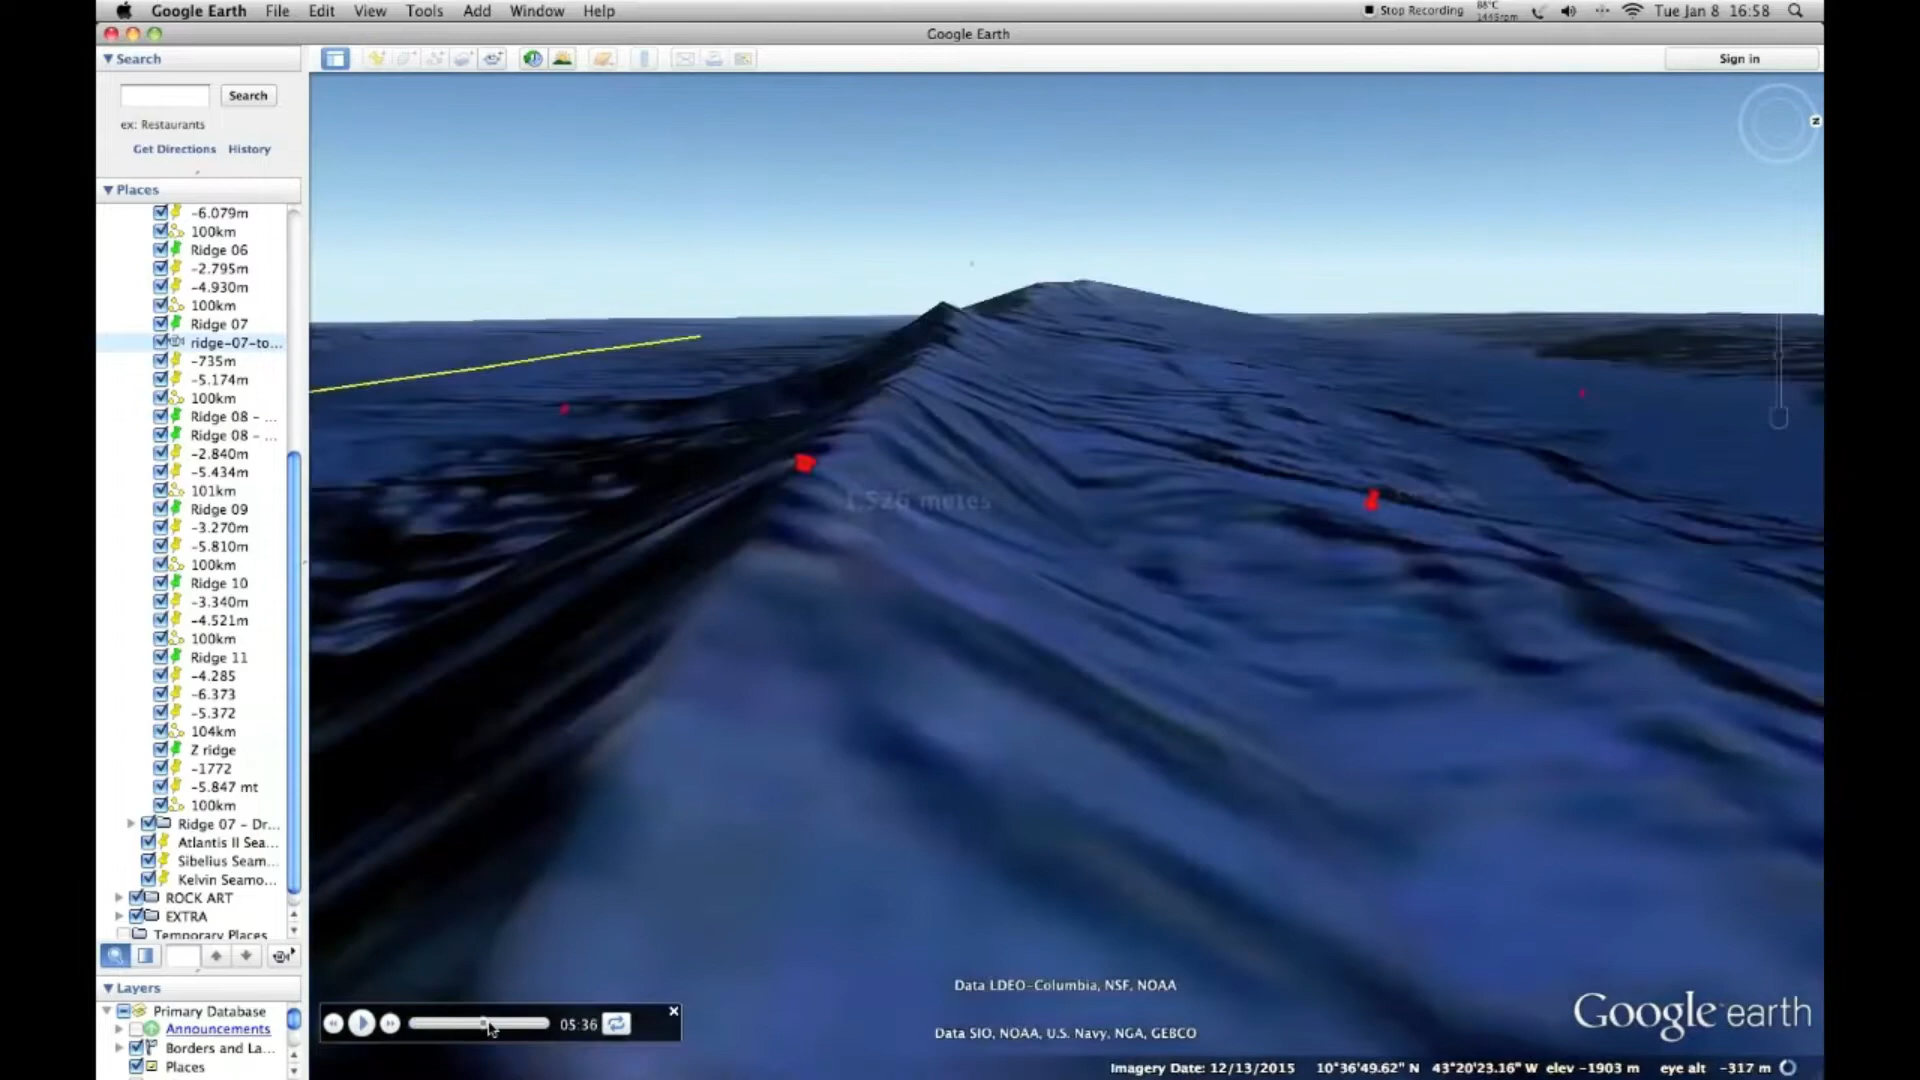 Google Earth File Edit View Tools Add Window Help
Stop Recording
Tue Jan 8 16:58
Google Earth
Search
Sign in
Search
ex: Restaurants
Get Directions History
Places
-6.079m
100km
Ridge 06
-2.795m
-4.930m
100km
Ridge 07
ridge-07-to...
-735m
-5.174m
100km
Ridge 08 - ...
Ridge 08 - ...
-2.840m
-5.434m
101km
Ridge 09
-3.270m
-5.810m
100km
Ridge 10
-3.340m
-4.521m
100km
Ridge 11
-4.285
-6.373
-5.372
104km
Z ridge
-1772
-5.847 mt
100km
Ridge 07 - Dr...
Atlantis II Sea...
Sibelius Seam...
Kelvin Seamo...
ROCK ART
EXTRA
Temporary Places
Layers
Primary Database
Announcements
Borders and La...
Places
1.526 metes
05:36
Data LDEO-Columbia, NSF, NOAA
Data SIO, NOAA, U.S. Navy, NGA, GEBCO
Google earth
Imagery Date: 12/13/2015 10°36'49.62" N 43°20'23.16" W elev -1903 m eye alt -317 m